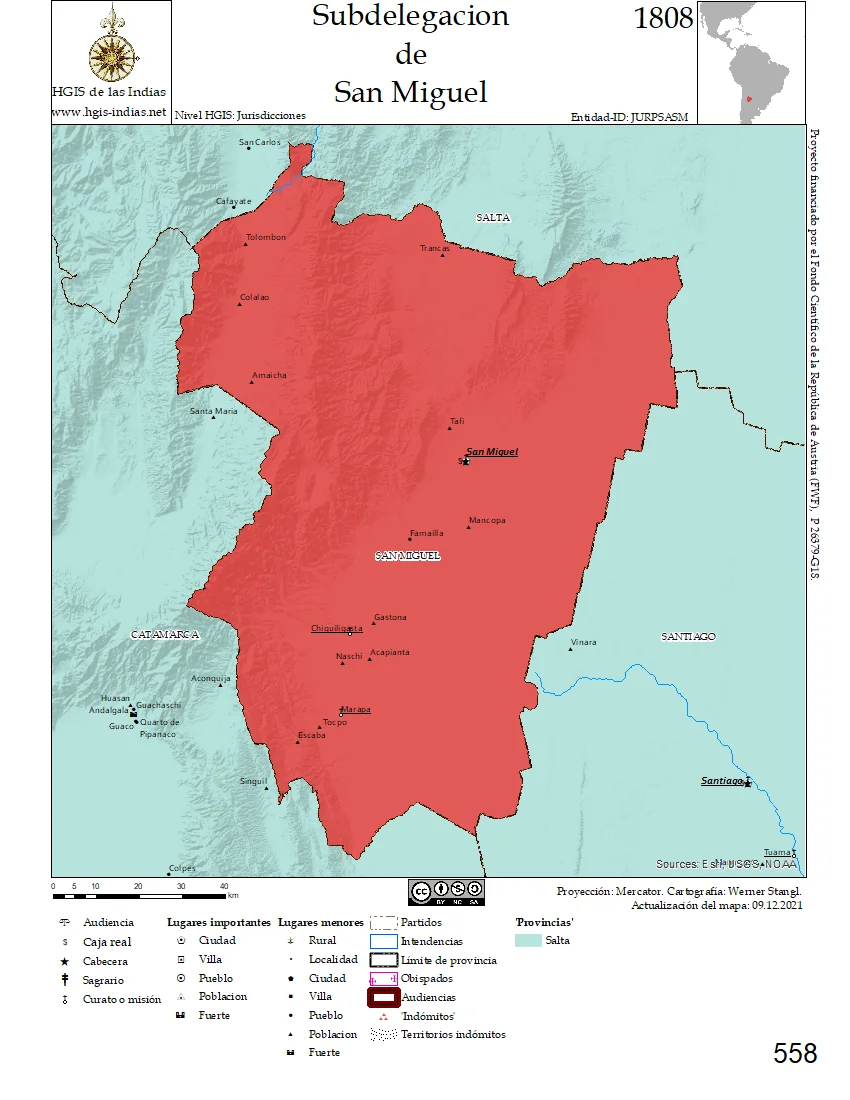 Subdelegacion
de
San Miguel
1808
HGIS de las Indias
www.hgis-indias.net
Nivel HGIS: Jurisdicciones
Entidad-ID: JURPSASM
San Carlos
Cafayate
SALTA
Tolombon
Trancas
Colalao
Amaicha
Santa Maria
Tafi
San Miguel
Mancopa
Famailla
SAN MIGUEL
Gastona
Chiquiligasta
CATAMARCA
Vinara
SANTIAGO
Naschi
Acapianta
Aconquija
Huasan
Guachaschi
Andalgala
Marapa
Guaco
Quarto de
Pipanaco
Tocpo
Escaba
Singuil
Santiago
Tuama
Colpes
Sources: Esri, USGS, NOAA
Proyecto financiado por el Fondo Científico de la República de Austria (FWF), P 26379-G18.
0 5 10 20 30 40
km
CC BY NC SA
Proyección: Mercator. Cartografía: Werner Stangl.
Actualización del mapa: 09.12.2021
Audiencia
Caja real
Cabecera
Sagrario
Curato o misión
Lugares importantes
Ciudad
Villa
Pueblo
Poblacion
Fuerte
Lugares menores
Rural
Localidad
Ciudad
Villa
Pueblo
Poblacion
Fuerte
Partidos
Intendencias
Límite de provincia
Obispados
Audiencias
'Indómitos'
Territorios indómitos
'Provincias'
Salta
558